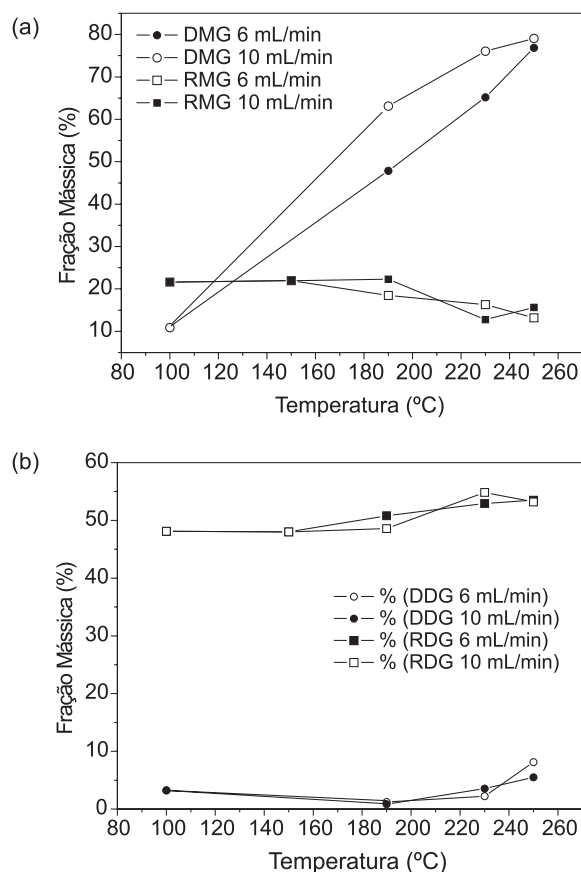 (a)
80
70
60
50
40
30
20
10
Fração Mássica (%)
DMG 6 mL/min
DMG 10 mL/min
RMG 6 mL/min
RMG 10 mL/min
80 100 120 140 160 180 200 220 240 260
Temperatura (ºC)
(b)
60
50
40
30
20
10
0
Fração Mássica (%)
% (DDG 6 mL/min)
% (DDG 10 mL/min)
% (RDG 6 mL/min)
% (RDG 10 mL/min)
80 100 120 140 160 180 200 220 240 260
Temperatura (ºC)